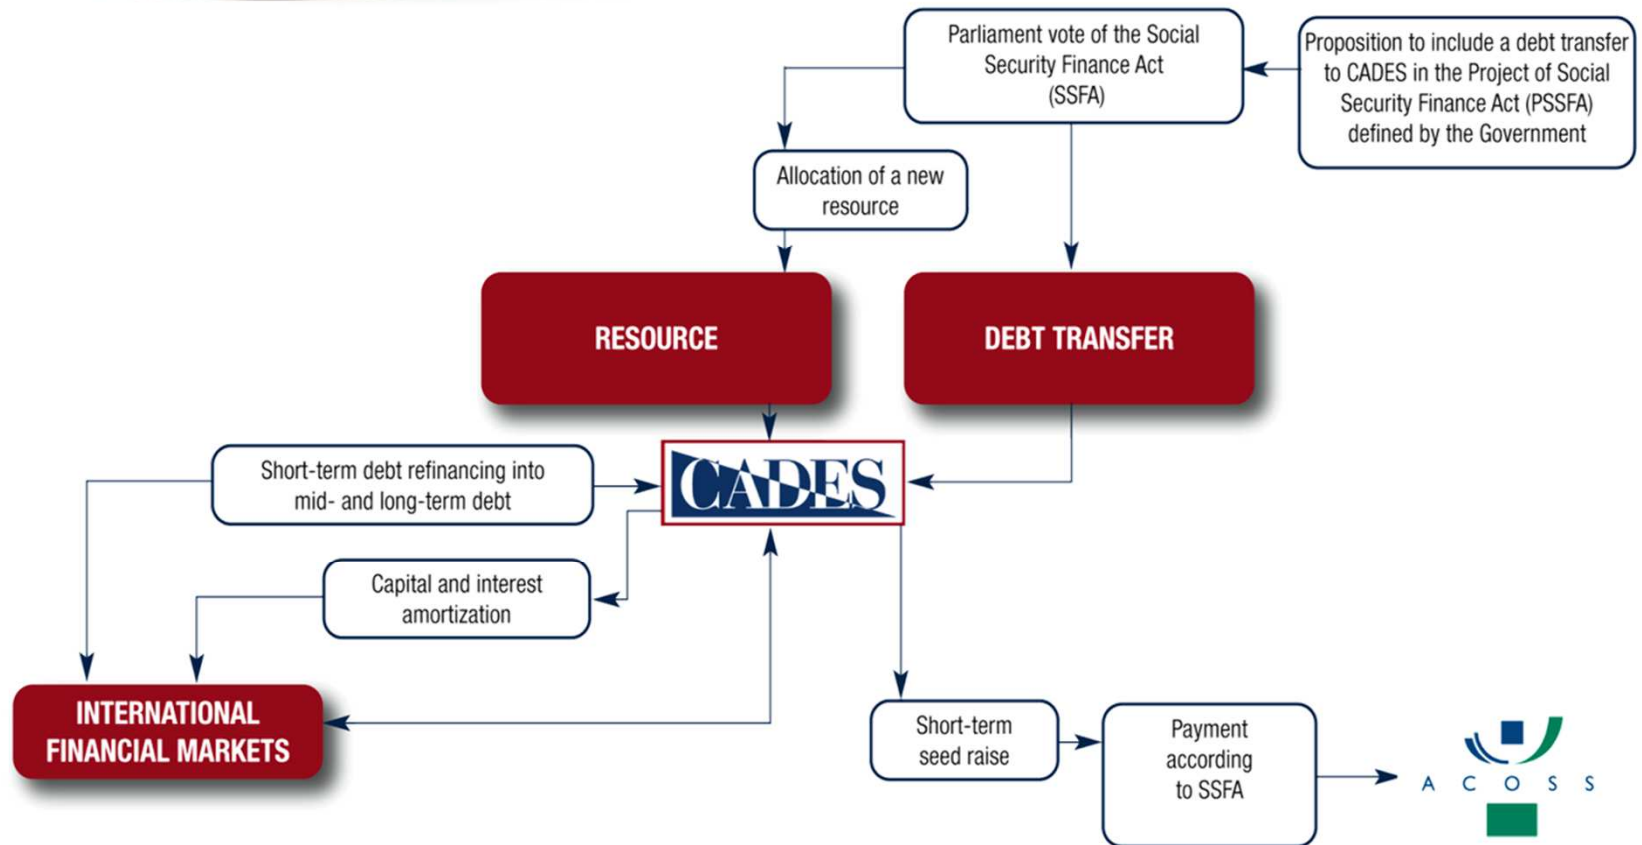 Parliament vote of the Social
Security Finance Act
(SSFA)
Proposition to include a debt transfer
to CADES in the Project of Social
Security Finance Act (PSSFA)
defined by the Government
Allocation of a new
resource
RESOURCE
DEBT TRANSFER
Short-term debt refinancing into
mid- and long-term debt
CADES
Capital and interest
amortization
INTERNATIONAL
FINANCIAL MARKETS
Short-term
seed raise
Payment
according
to SSFA
ACOSS